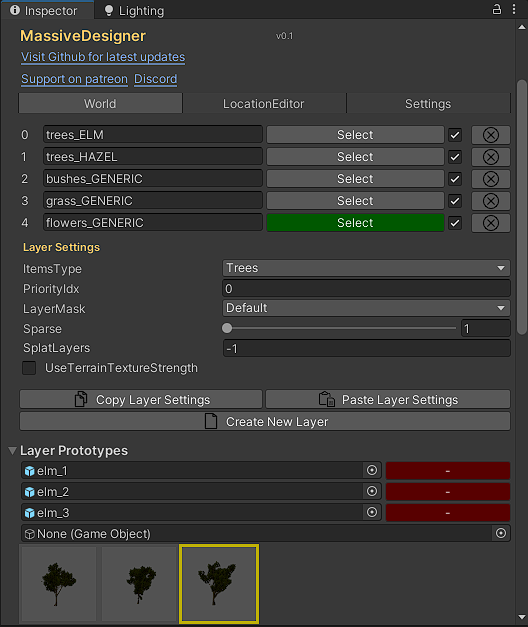 Inspector Lighting
MassiveDesigner v0.1
Visit Github for latest updates
Support on patreon Discord
World LocationEditor Settings
0 trees_ELM Select
1 trees_HAZEL Select
2 bushes_GENERIC Select
3 grass_GENERIC Select
4 flowers_GENERIC Select
Layer Settings
ItemsType Trees
PriorityIdx 0
LayerMask Default
Sparse 1
SplatLayers -1
UseTerrainTextureStrength
Copy Layer Settings Paste Layer Settings
Create New Layer
Layer Prototypes
elm_1 -
elm_2 -
elm_3 -
None (Game Object)